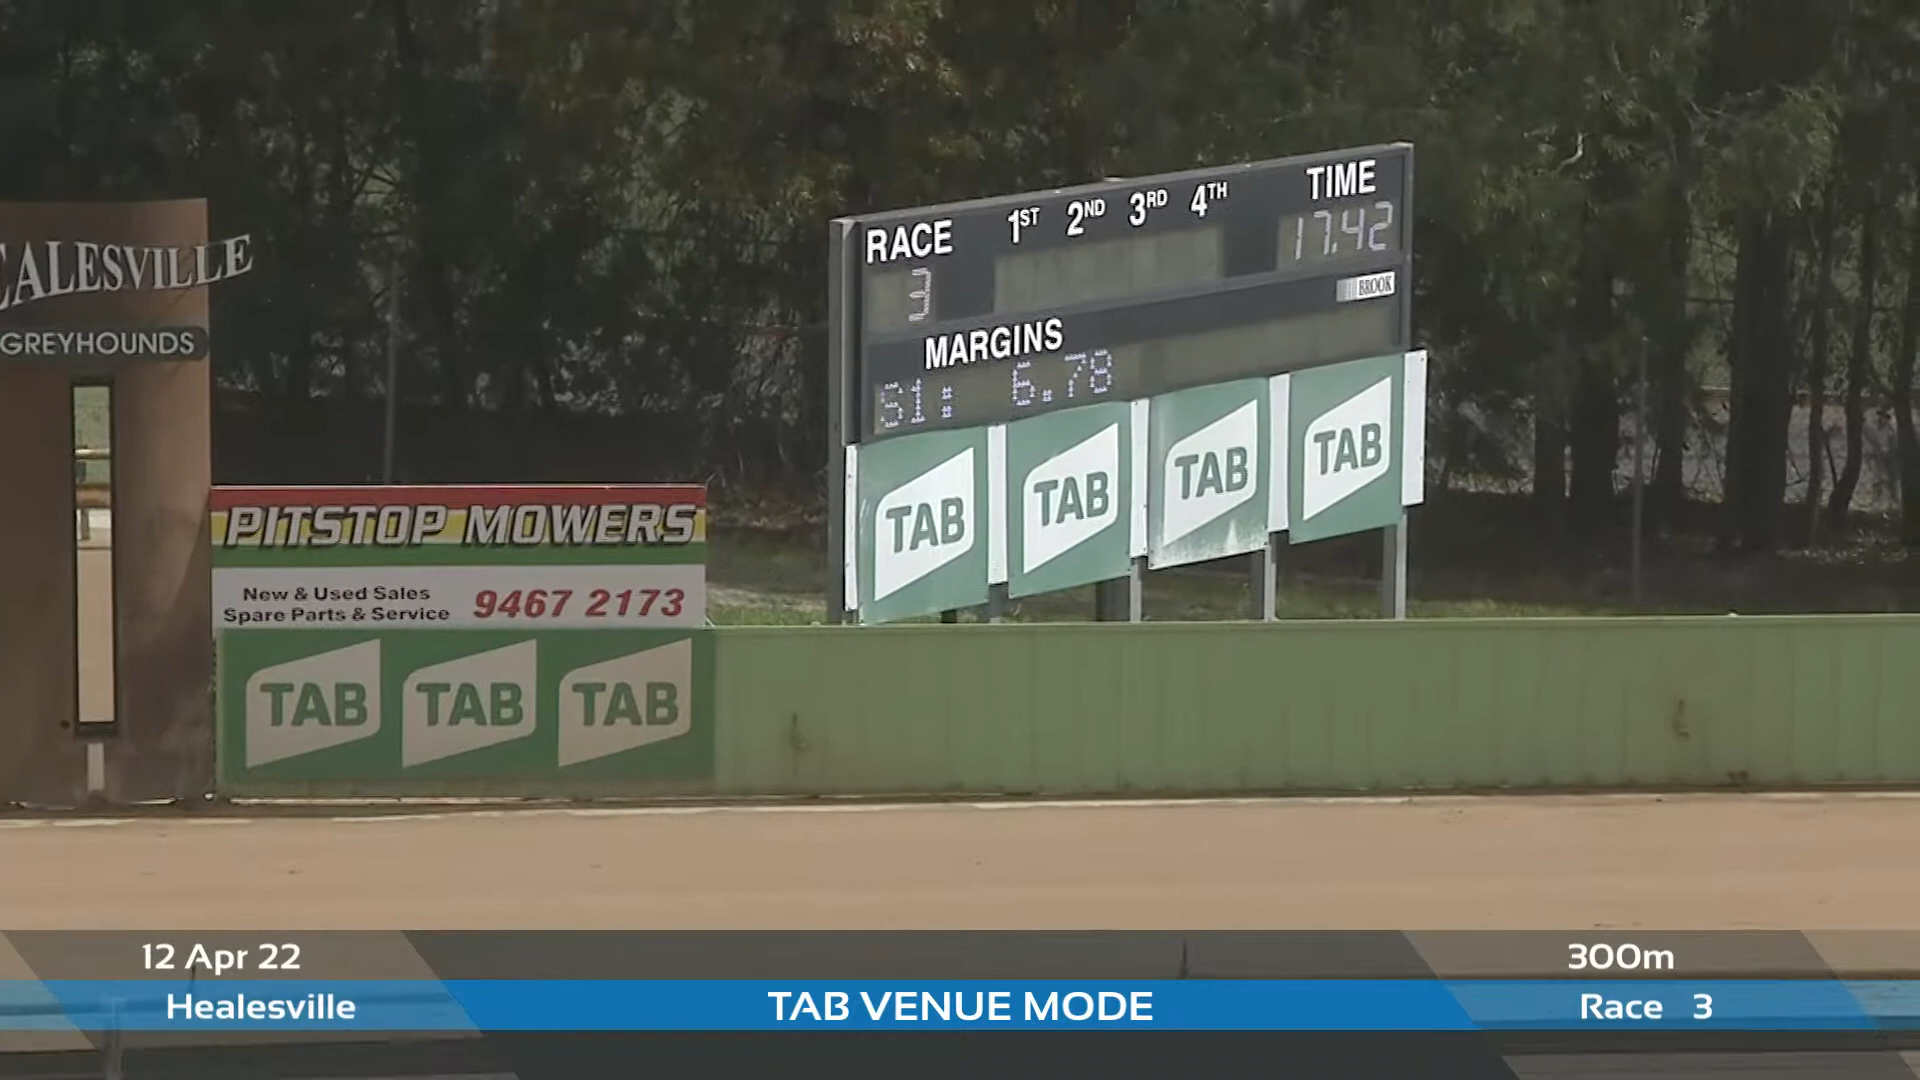 EALESVILLE
GREYHOUNDS
RACE 1ST 2ND 3RD 4TH TIME
3 17.42
BROOK
MARGINS
S1: 6.78
TAB TAB TAB TAB
PITSTOP MOWERS
New & Used Sales
Spare Parts & Service
9467 2173
TAB TAB TAB
12 Apr 22
300m
Healesville
TAB VENUE MODE
Race 3